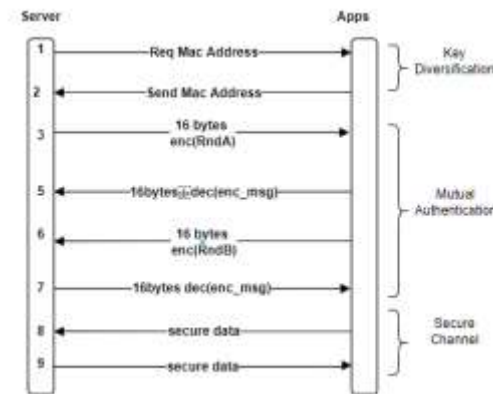 Server Apps
1 Req Mac Address Key
Diversification
2 Send Mac Address
3 16 bytes
enc(RndA)
5 16bytes dec(enc_msg) Mutual
Authentication
6 16 bytes
enc(RndB)
7 16bytes dec(enc_msg)
8 secure data Secure
Channel
9 secure data